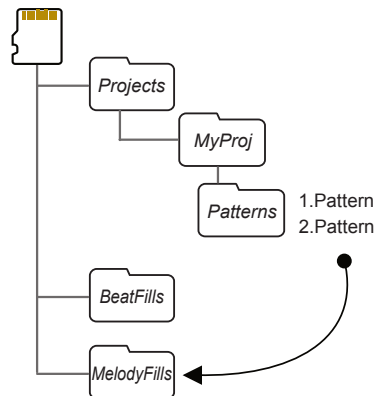 Projects
MyProj
Patterns
1.Pattern
2.Pattern
BeatFills
MelodyFills